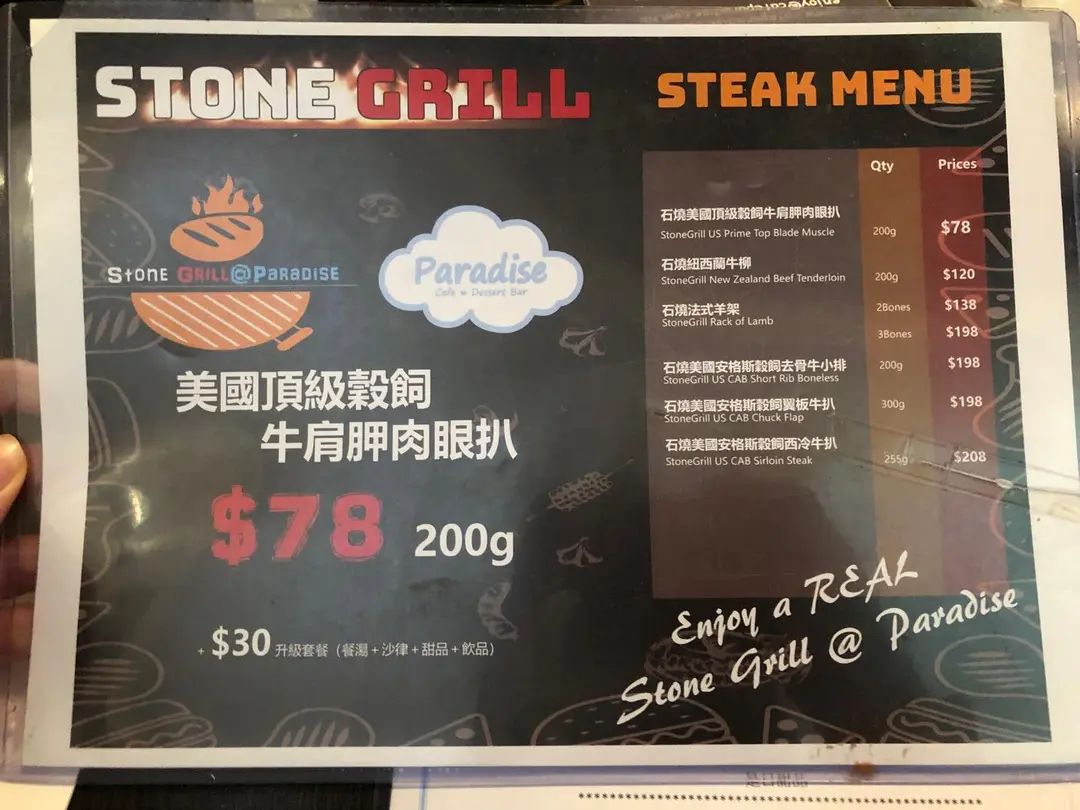 enjoy@cafepar
STONE GRILL
STONE GRILL@PARADISE
Paradise
Cafe & Dessert Bar
美國頂級穀飼
牛肩胛肉眼扒
$78 200g
+ $30 升級套餐 (餐湯+沙律+甜品+飲品)
STEAK MENU
Qty Prices
石燒美國頂級穀飼牛肩胛肉眼扒
StoneGrill US Prime Top Blade Muscle 200g $78
石燒紐西蘭牛柳
StoneGrill New Zealand Beef Tenderloin 200g $120
石燒法式羊架 2Bones $138
StoneGrill Rack of Lamb
3Bones $198
石燒美國安格斯穀飼去骨牛小排 200g $198
StoneGrill US CAB Short Rib Boneless
石燒美國安格斯穀飼翼板牛扒 300g $198
StoneGrill US CAB Chuck Flap
石燒美國安格斯穀飼西冷牛扒
StoneGrill US CAB Sirloin Steak 255g $208
Enjoy a REAL
Stone Grill @ Paradise
是日甜品